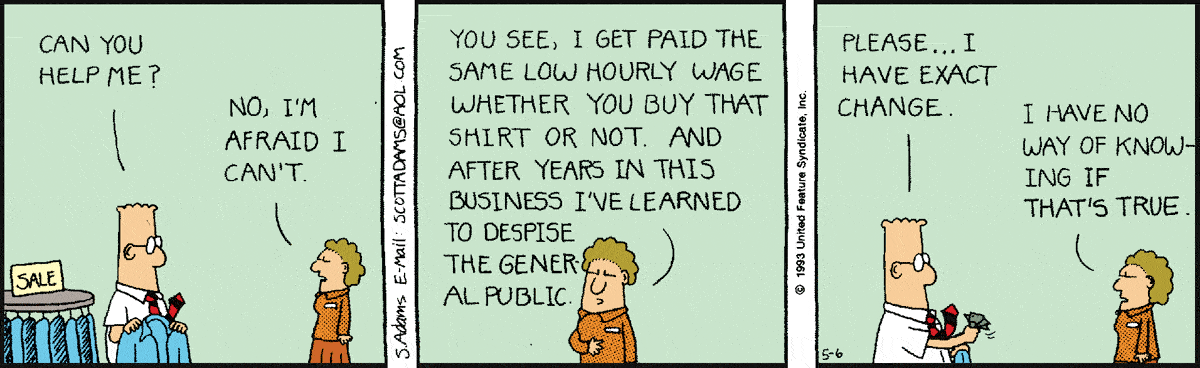 CAN YOU
HELP ME?
NO, I'M
AFRAID I
CAN'T.
SALE
S.Adams E-Mail: SCOTTADAMS@AOL.COM
YOU SEE, I GET PAID THE
SAME LOW HOURLY WAGE
WHETHER YOU BUY THAT
SHIRT OR NOT. AND
AFTER YEARS IN THIS
BUSINESS I'VE LEARNED
TO DESPISE
THE GENER-
AL PUBLIC.
© 1993 United Feature Syndicate, Inc.
PLEASE... I
HAVE EXACT
CHANGE.
I HAVE NO
WAY OF KNOW-
ING IF
THAT'S TRUE.
5-6